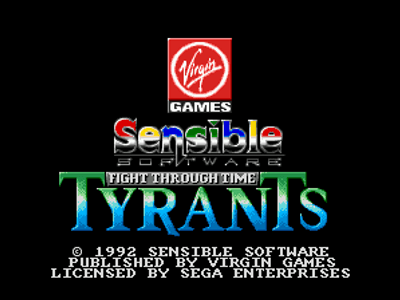 Virgin
GAMES
Sensible
SOFTWARE
FIGHT THROUGH TIME
TYRANTS
© 1992 SENSIBLE SOFTWARE
PUBLISHED BY VIRGIN GAMES
LICENSED BY SEGA ENTERPRISES